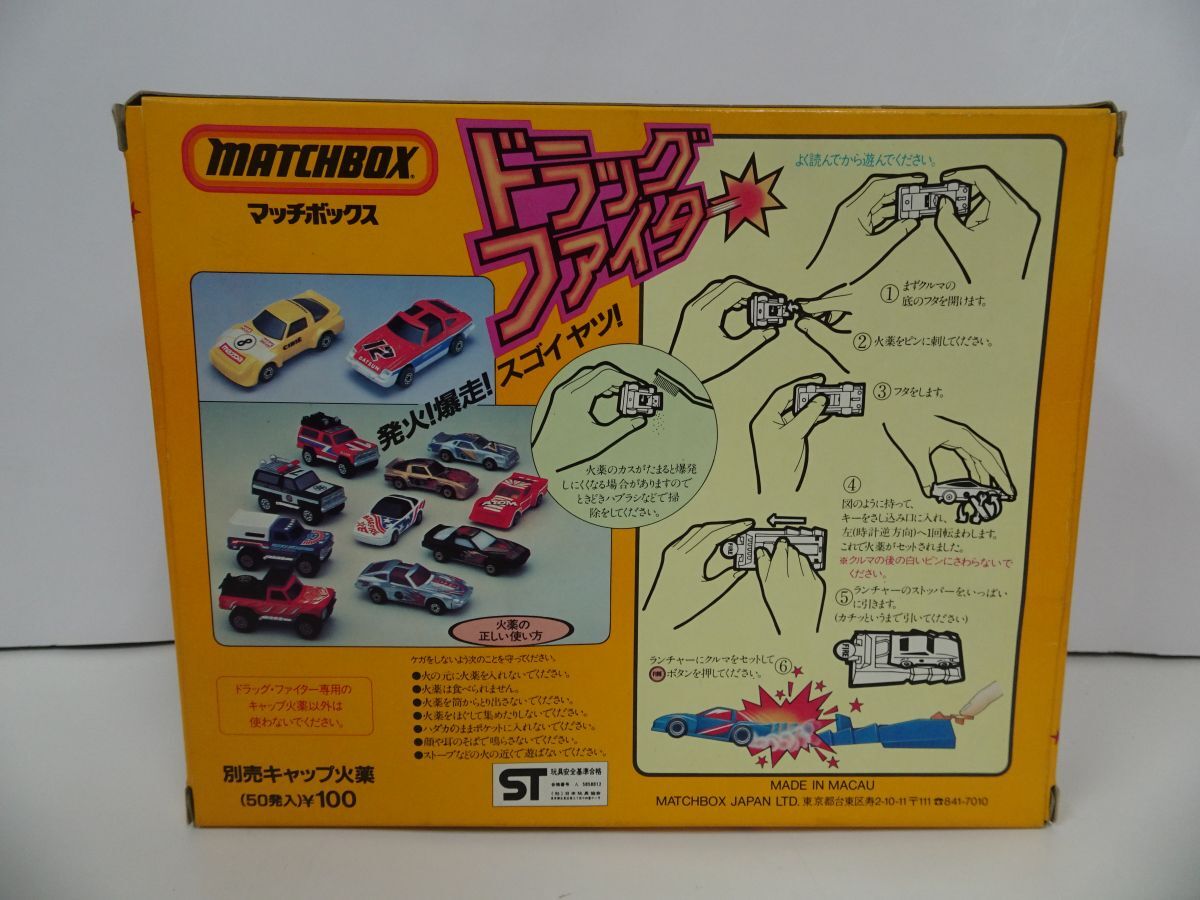 MATCHBOX
マッチボックス
ドラッグ
ファイター
スゴイヤツ!
発火!爆走!
8
mazda
CIBIE
12
DATSUN
火薬の
正しい使い方
よく読んでから遊んでください。
①まずクルマの
底のフタを開けます。
②火薬をピンに刺してください。
③フタをします。
火薬のカスがたまると爆発
しにくくなる場合がありますので
ときどきハブラシなどで掃
除をしてください。
④
図のように持って、
キーをさし込み口に入れ、
左(時計逆方向)へ1回転まわします。
これで火薬がセットされました。
※クルマの後の白いピンにさわらないで
ください。
⑤ランチャーのストッパーをいっぱい
に引きます。
(カチッというまで引いてください)
FIRE
ランチャーにクルマをセットして ⑥
ボタンを押してください。
ケガをしないよう次のことを守ってください。
●火の元に火薬を入れないでください。
●火薬は食べられません。
●火薬を筒からとり出さないでください。
●火薬をほぐして集めたりしないでください。
●ハダカのままポケットに入れないでください。
●顔や耳のそばで鳴らさないでください。
●ストーブなどの火の近くで遊ばないでください。
ドラッグ・ファイター専用の
キャップ火薬以外は
使わないでください。
別売キャップ火薬
(50発入)¥100
ST
玩具安全基準合格
(社)日本玩具協会
MADE IN MACAU
MATCHBOX JAPAN LTD. 東京都台東区寿2-10-11 〒111 ☎841-7010